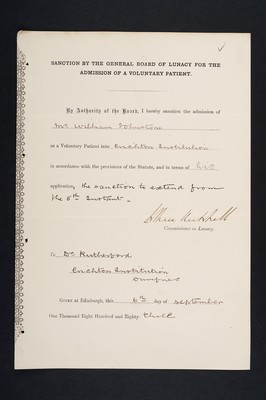 SANCTION BY THE GENERAL BOARD OF LUNACY FOR THE
ADMISSION OF A VOLUNTARY PATIENT.
By Authority of the Board, I hereby sanction the admission of
Mr. William Johnstone
as a Voluntary Patient into Crichton Institution
in accordance with the provisions of the Statute, and in terms of his
application, the sanction to extend from
the 5th instant.
Commissioner in Lunacy.
To Dr Rutherford
Crichton Institution
Dumfries
Given at Edinburgh, this 6th day of September
One Thousand Eight Hundred and Eighty-three